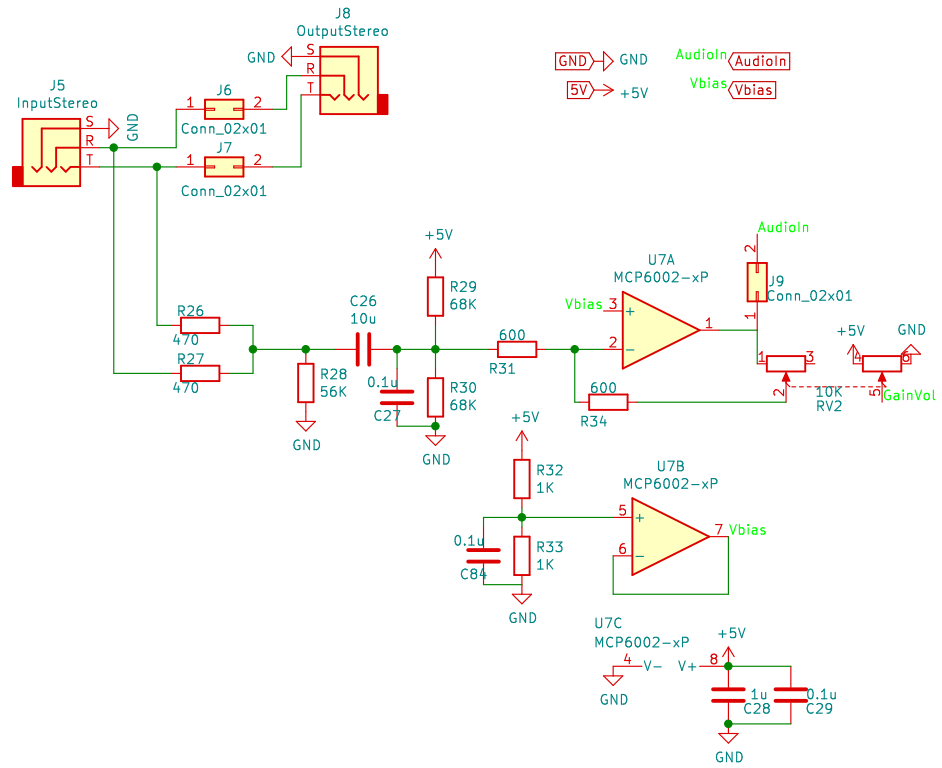 J8
OutputStereo
GND
S
R
T
J5
InputStereo
S
R
T
GND
1
J6
2
Conn_02x01
1
J7
2
Conn_02x01
GND
GND
5V
+5V
AudioIn
AudioIn
Vbias
Vbias
R26
470
R27
470
R28
56K
GND
C26
10u
0.1u
C27
+5V
R29
68K
R30
68K
GND
600
R31
600
R34
U7A
MCP6002-xP
Vbias
3
+
2
−
1
AudioIn
2
J9
Conn_02x01
1
1
3
2
10K
RV2
+5V
GND
4
6
5
GainVol
+5V
R32
1K
R33
1K
0.1u
C84
GND
U7B
MCP6002-xP
5
+
6
−
7
Vbias
U7C
MCP6002-xP
4
V−
V+
8
GND
+5V
1u
C28
0.1u
C29
GND